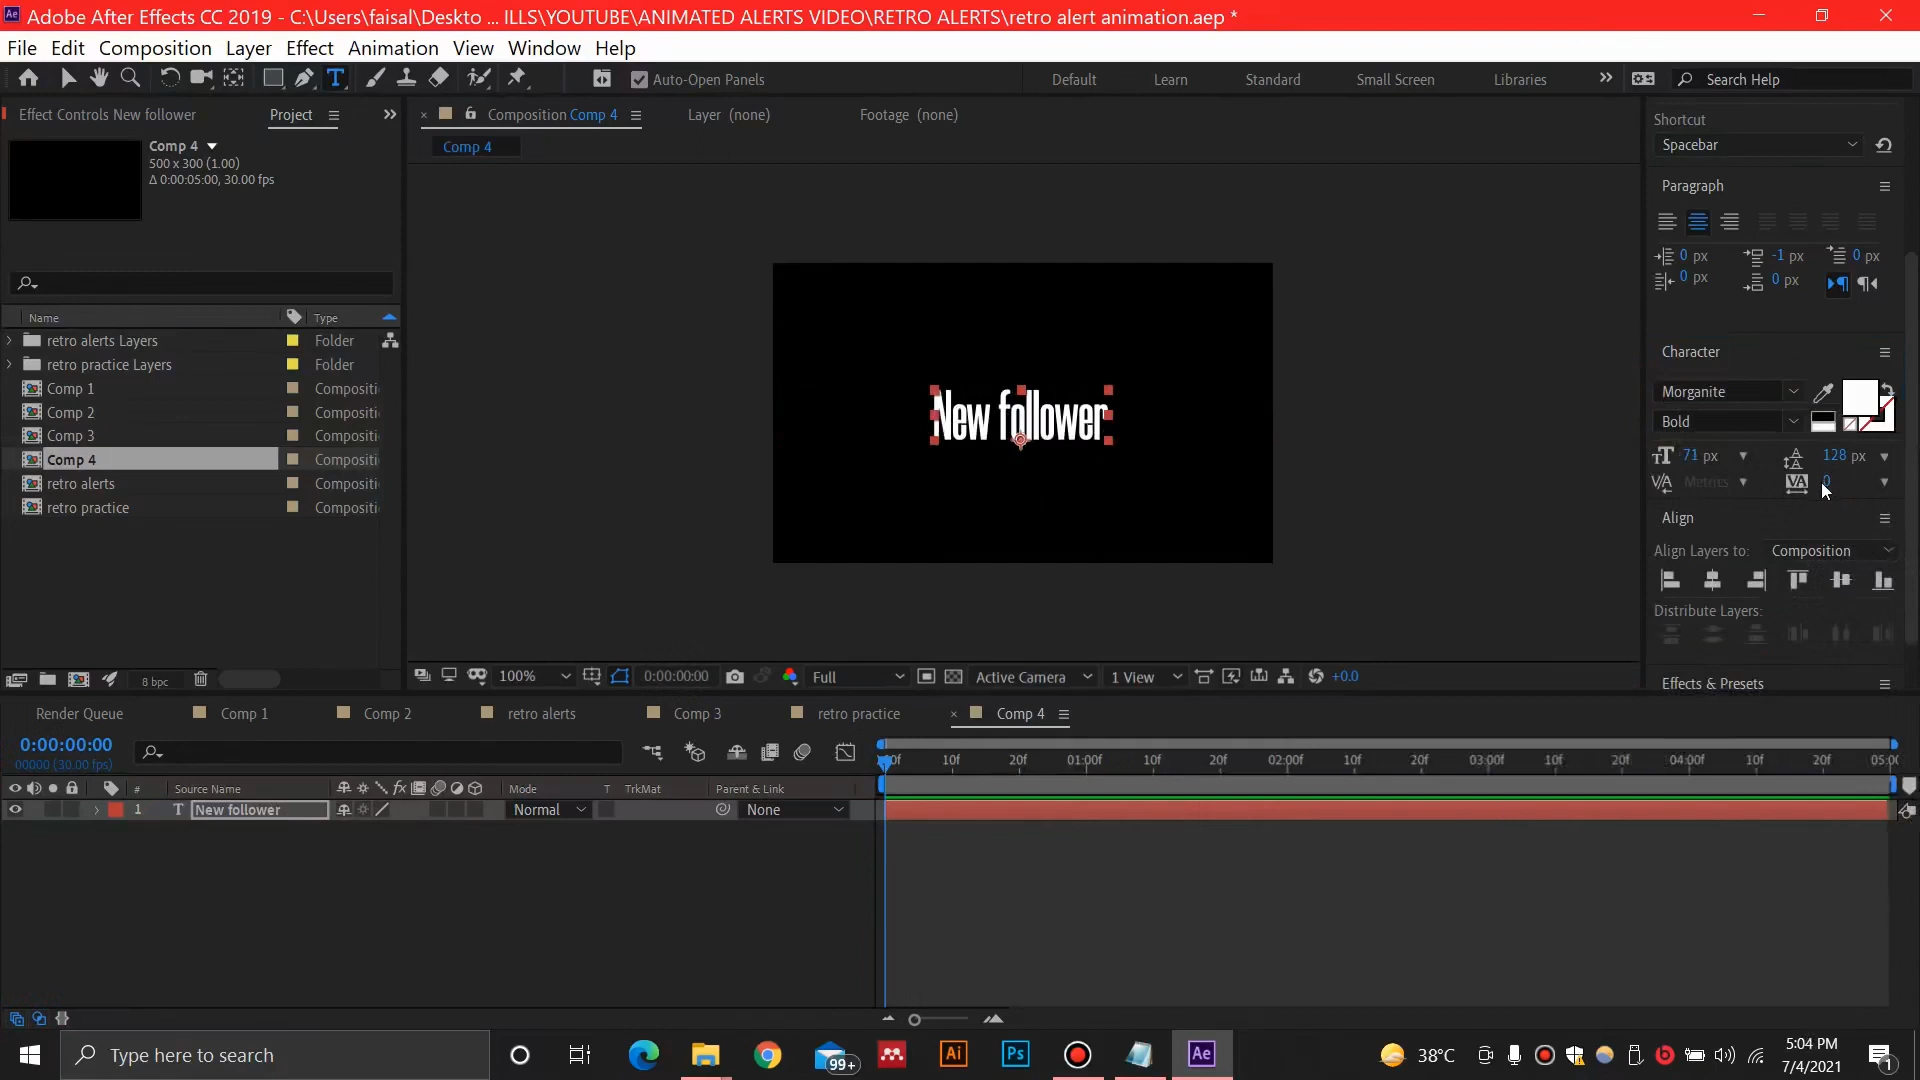 Adobe After Effects CC 2019 - C:\Users\faisal\Deskto ... ILLS\YOUTUBE\ANIMATED ALERTS VIDEO\RETRO ALERTS\retro alert animation.aep *
File Edit Composition Layer Effect Animation View Window Help
Auto-Open Panels Default Learn Standard Small Screen Libraries Search Help
Effect Controls New follower Project Composition Comp 4 Layer (none) Footage (none)
Comp 4
500 x 300 (1.00)
Δ 0:00:05:00, 30.00 fps
Comp 4
Shortcut
Spacebar
Paragraph
0 px -1 px 0 px
0 px 0 px
Name Type
retro alerts Layers Folder
retro practice Layers Folder
Comp 1 Compositi
Comp 2 Compositi
Comp 3 Compositi
Comp 4 Compositi
retro alerts Compositi
retro practice Compositi
New follower
Character
Morganite
Bold
71 px 128 px
Metrics 0
Align
Align Layers to: Composition
Distribute Layers:
Effects & Presets
8 bpc
100% 0:00:00:00 Full Active Camera 1 View +0.0
Render Queue Comp 1 Comp 2 retro alerts Comp 3 retro practice Comp 4
0:00:00:00
00000 (30.00 fps)
10f 20f 01:00f 10f 20f 02:00f 10f 20f 03:00f 10f 20f 04:00f 10f 20f
# Source Name Mode T TrkMat Parent & Link
1 T New follower Normal None
Type here to search
99+
Ai Ps Ae
38°C
5:04 PM
7/4/2021
1